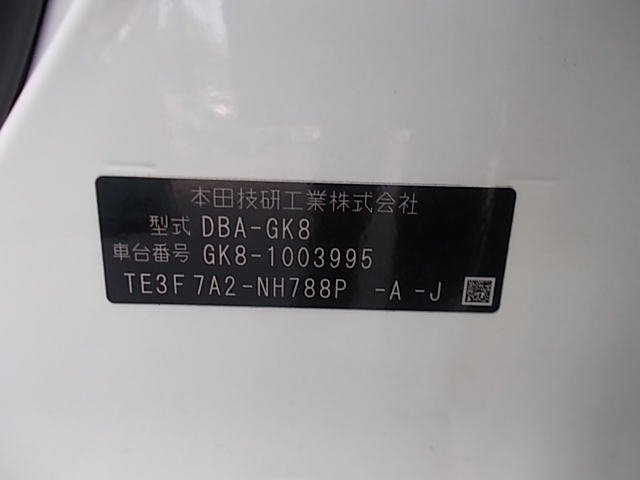 本田技研工業株式会社
型式 DBA-GK8
車台番号 GK8-1003995
TE3F7A2-NH788P -A-J